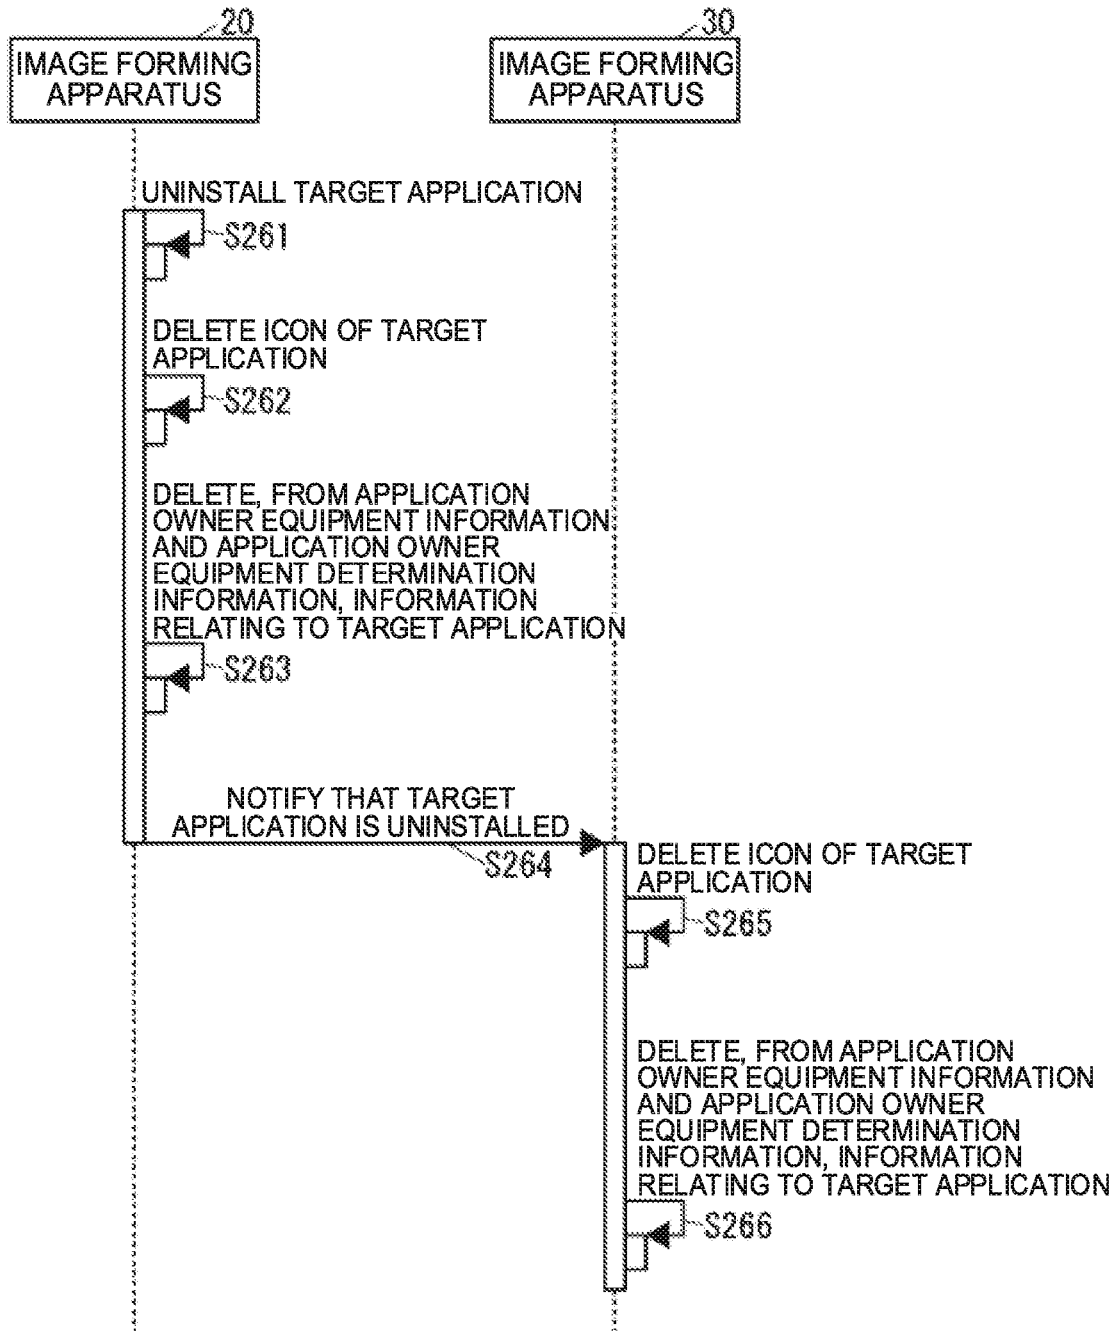 20
IMAGE FORMING
APPARATUS
30
IMAGE FORMING
APPARATUS
UNINSTALL TARGET APPLICATION
S261
DELETE ICON OF TARGET
APPLICATION
S262
DELETE, FROM APPLICATION
OWNER EQUIPMENT INFORMATION
AND APPLICATION OWNER
EQUIPMENT DETERMINATION
INFORMATION, INFORMATION
RELATING TO TARGET APPLICATION
S263
NOTIFY THAT TARGET
APPLICATION IS UNINSTALLED
S264
DELETE ICON OF TARGET
APPLICATION
S265
DELETE, FROM APPLICATION
OWNER EQUIPMENT INFORMATION
AND APPLICATION OWNER
EQUIPMENT DETERMINATION
INFORMATION, INFORMATION
RELATING TO TARGET APPLICATION
S266